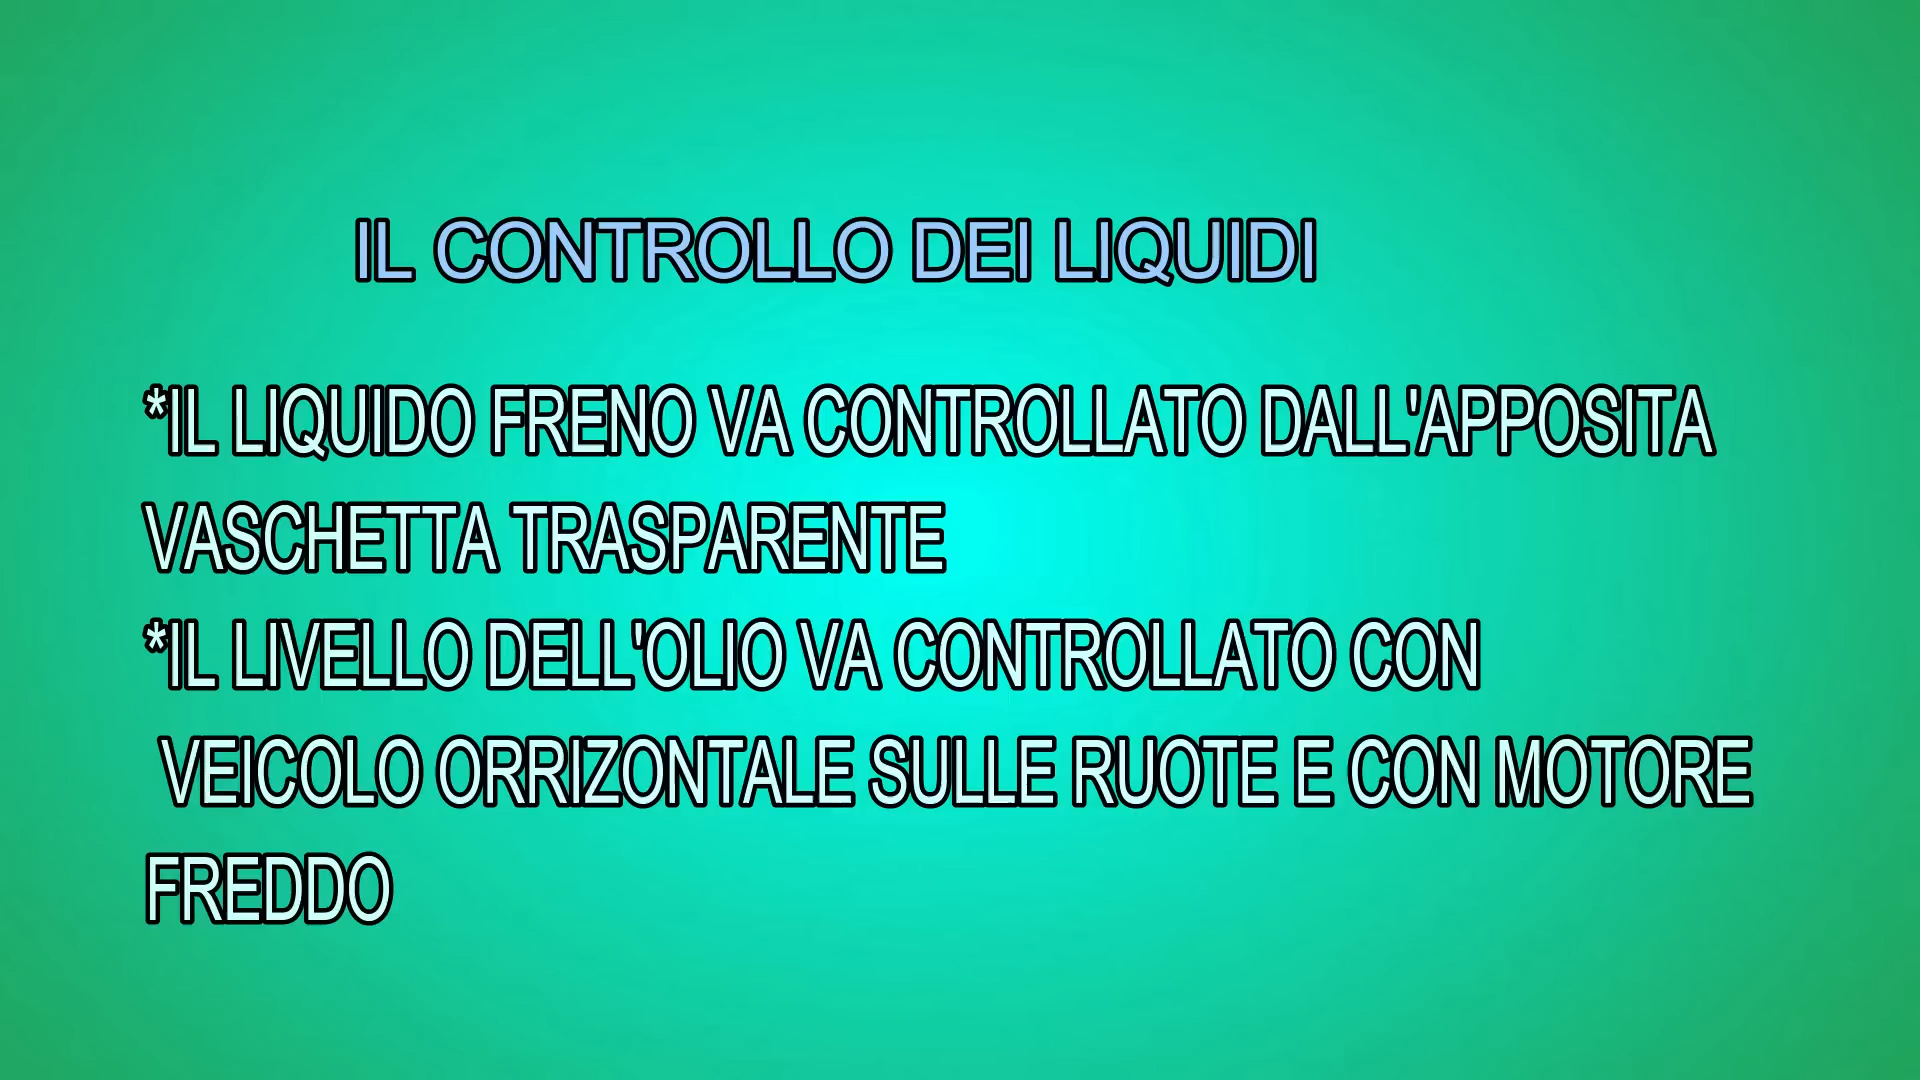 IL CONTROLLO DEI LIQUIDI
*IL LIQUIDO FRENO VA CONTROLLATO DALL'APPOSITA
VASCHETTA TRASPARENTE
*IL LIVELLO DELL'OLIO VA CONTROLLATO CON
VEICOLO ORRIZONTALE SULLE RUOTE E CON MOTORE
FREDDO